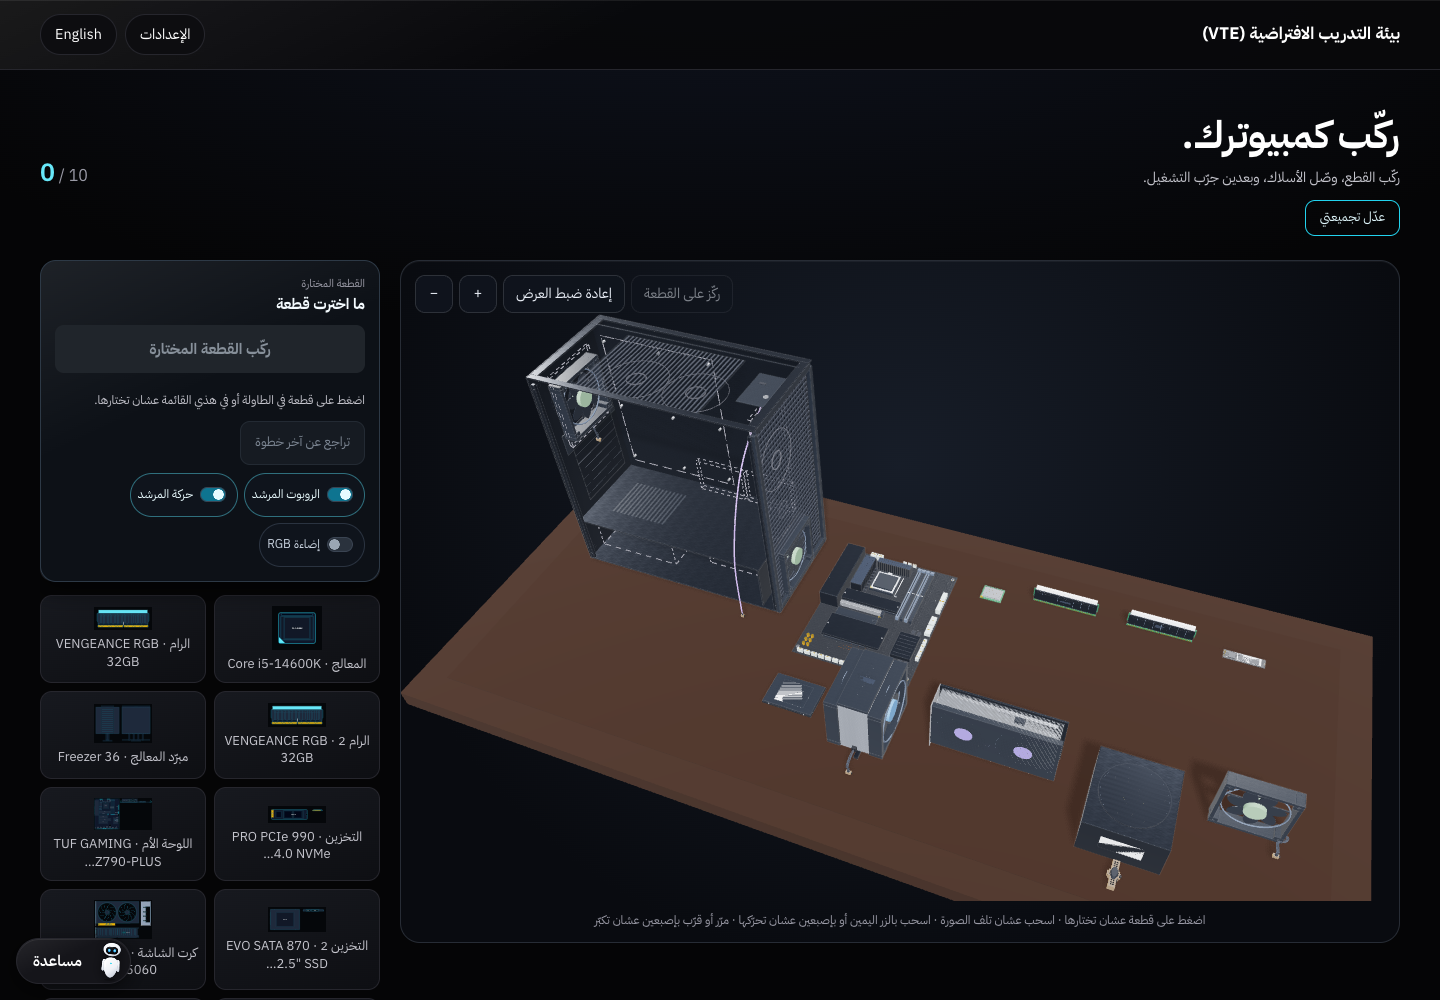 بيئة التدريب الافتراضية (VTE)
الإعدادات
English
ركّب كمبيوترك.
ركّب القطع، وصّل الأسلاك، وبعدين جرّب التشغيل.
0 / 10
عدّل تجميعتي
ركّز على القطعة
إعادة ضبط العرض
+
−
اضغط على قطعة عشان تختارها · اسحب عشان تلف الصورة · اسحب بالزر اليمين أو بإصبعين عشان تحرّكها · مرّر أو قرّب بإصبعين عشان تكبّر
القطعة المختارة
ما اخترت قطعة
ركّب القطعة المختارة
اضغط على قطعة في الطاولة أو في هذي القائمة عشان تختارها.
تراجع عن آخر خطوة
الروبوت المرشد
حركة المرشد
إضاءة RGB
المعالج · Core i5-14600K
الرام · VENGEANCE RGB
32GB
الرام 2 · VENGEANCE RGB
32GB
مبرّد المعالج · Freezer 36
التخزين · 990 PRO PCIe
4.0 NVMe...
اللوحة الأم · TUF GAMING
Z790-PLUS...
التخزين 2 · 870 EVO SATA
2.5" SSD...
كرت الشاشة ·
5060
مساعدة